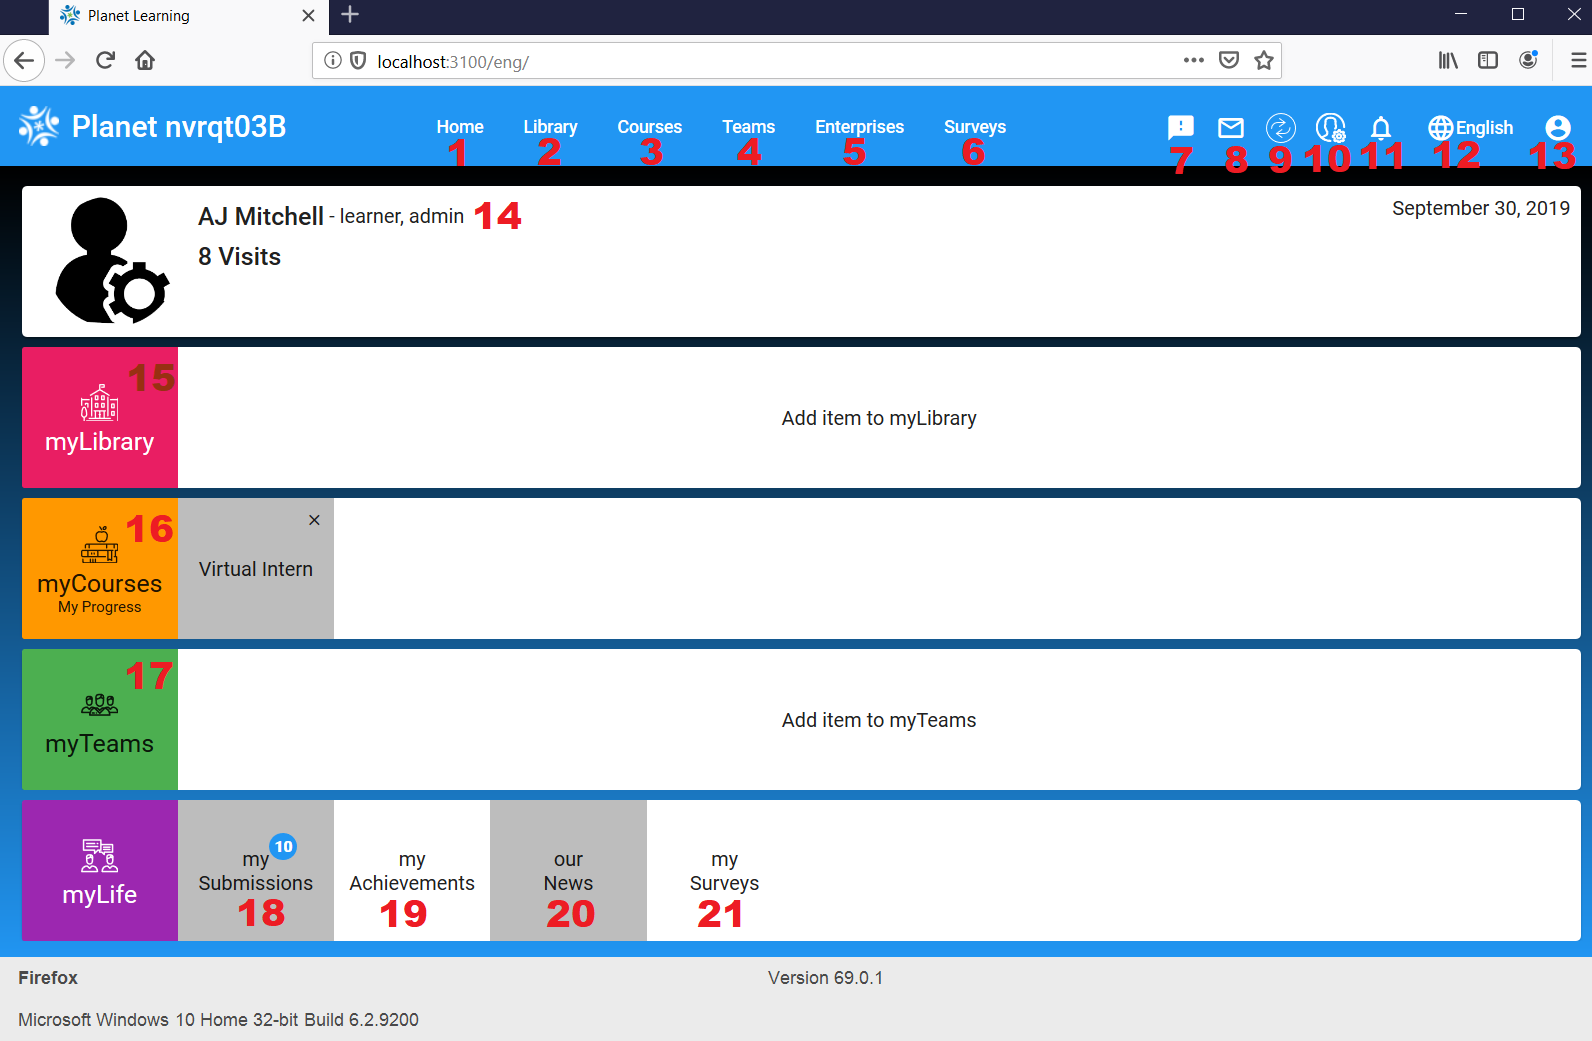 Planet Learning
localhost:3100/eng/
Planet nvrqt03B
Home Library Courses Teams Enterprises Surveys English
1 2 3 4 5 6 7 8 9 10 11 12 13
AJ Mitchell - learner, admin 14 September 30, 2019
8 Visits
15
myLibrary
Add item to myLibrary
16
myCourses
My Progress
Virtual Intern
17
myTeams
Add item to myTeams
myLife
10
my
Submissions
18
my
Achievements
19
our
News
20
my
Surveys
21
Firefox Version 69.0.1
Microsoft Windows 10 Home 32-bit Build 6.2.9200